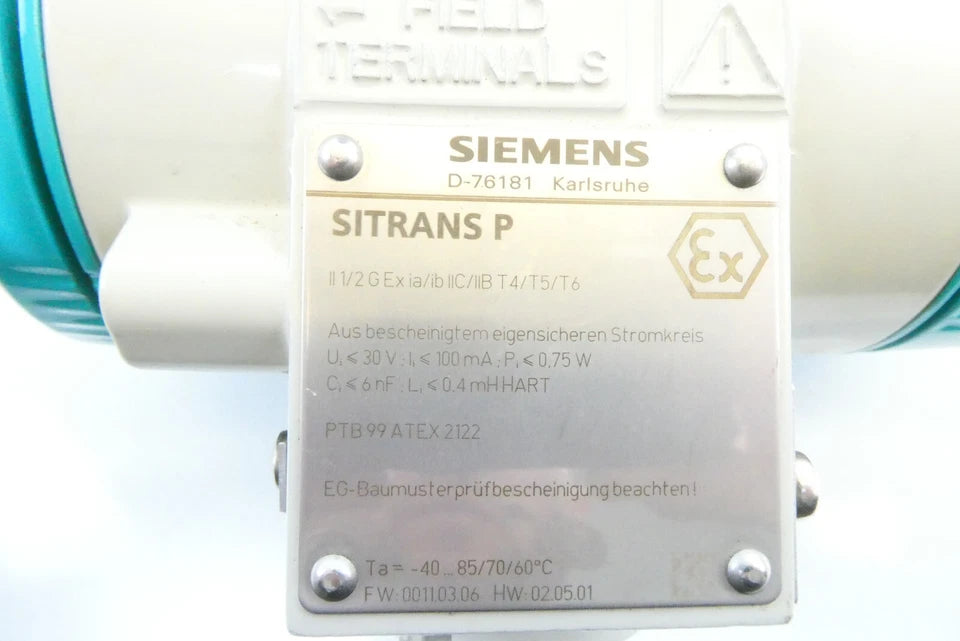 ← FIELD
TERMINALS
SIEMENS
D-76181 Karlsruhe
SITRANS P
Ex
II 1/2 G Ex ia/ib IIC/IIB T4/T5/T6
Aus bescheinigtem eigensicheren Stromkreis
Uᵢ ≤ 30 V ; Iᵢ ≤ 100 mA ; Pᵢ ≤ 0,75 W
Cᵢ ≤ 6 nF ; Lᵢ ≤ 0.4 mH HART
PTB 99 ATEX 2122
EG-Baumusterprüfbescheinigung beachten!
Ta = -40 ... 85/70/60°C
FW: 0011.03.06 HW: 02.05.01